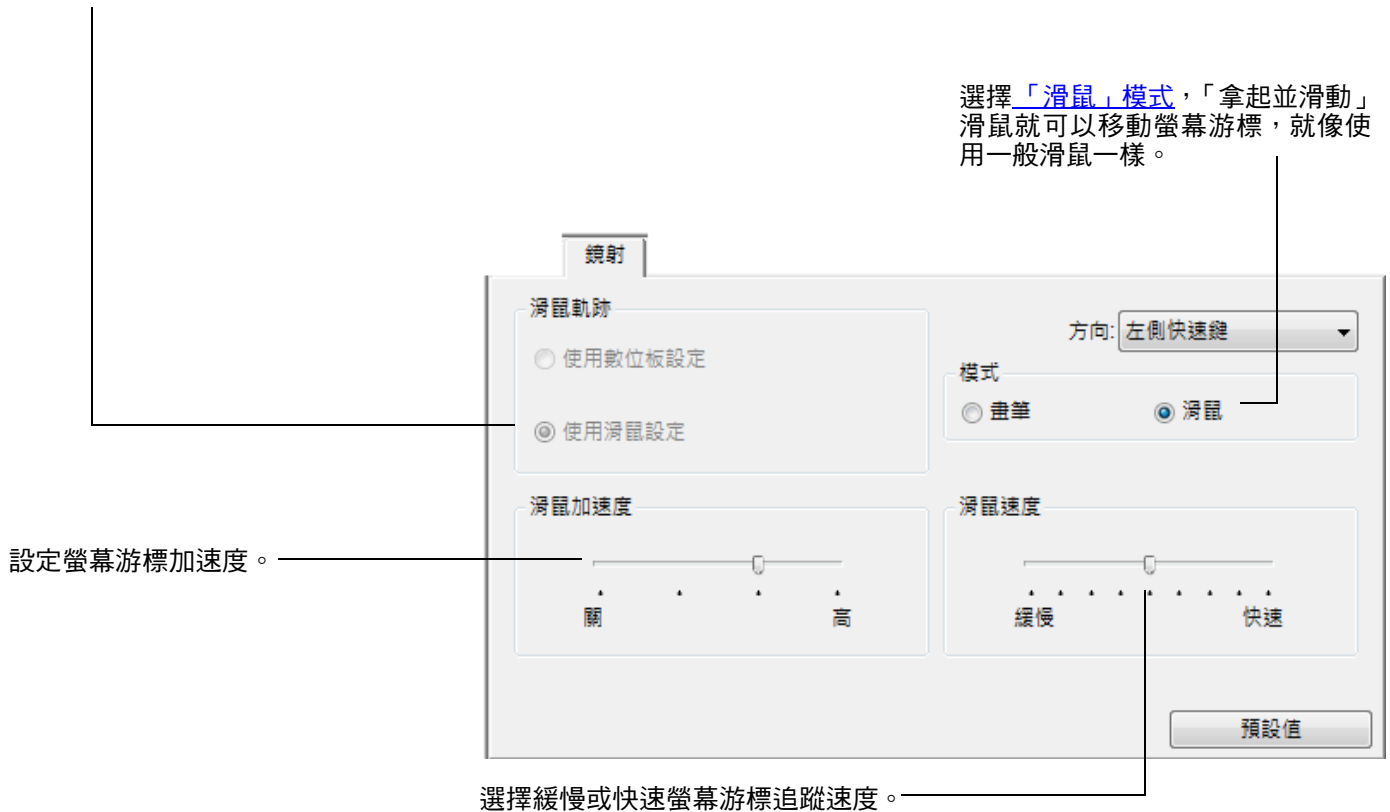 選擇「滑鼠」模式，「拿起並滑動」
滑鼠就可以移動螢幕游標，就像使
用一般滑鼠一樣。
鏡射
滑鼠軌跡
方向: 左側快速鍵
使用數位板設定
模式
畫筆 滑鼠
使用滑鼠設定
滑鼠加速度
滑鼠速度
設定螢幕游標加速度。
關 高
緩慢 快速
預設值
選擇緩慢或快速螢幕游標追蹤速度。